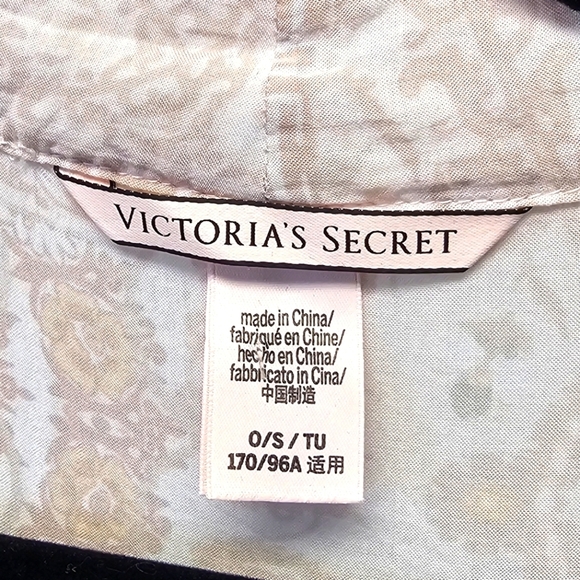 VICTORIA'S SECRET
made in China/
fabriqué en Chine/
hecho en China/
fabbricato in Cina/
中国制造
O/S / TU
170/96A 适用